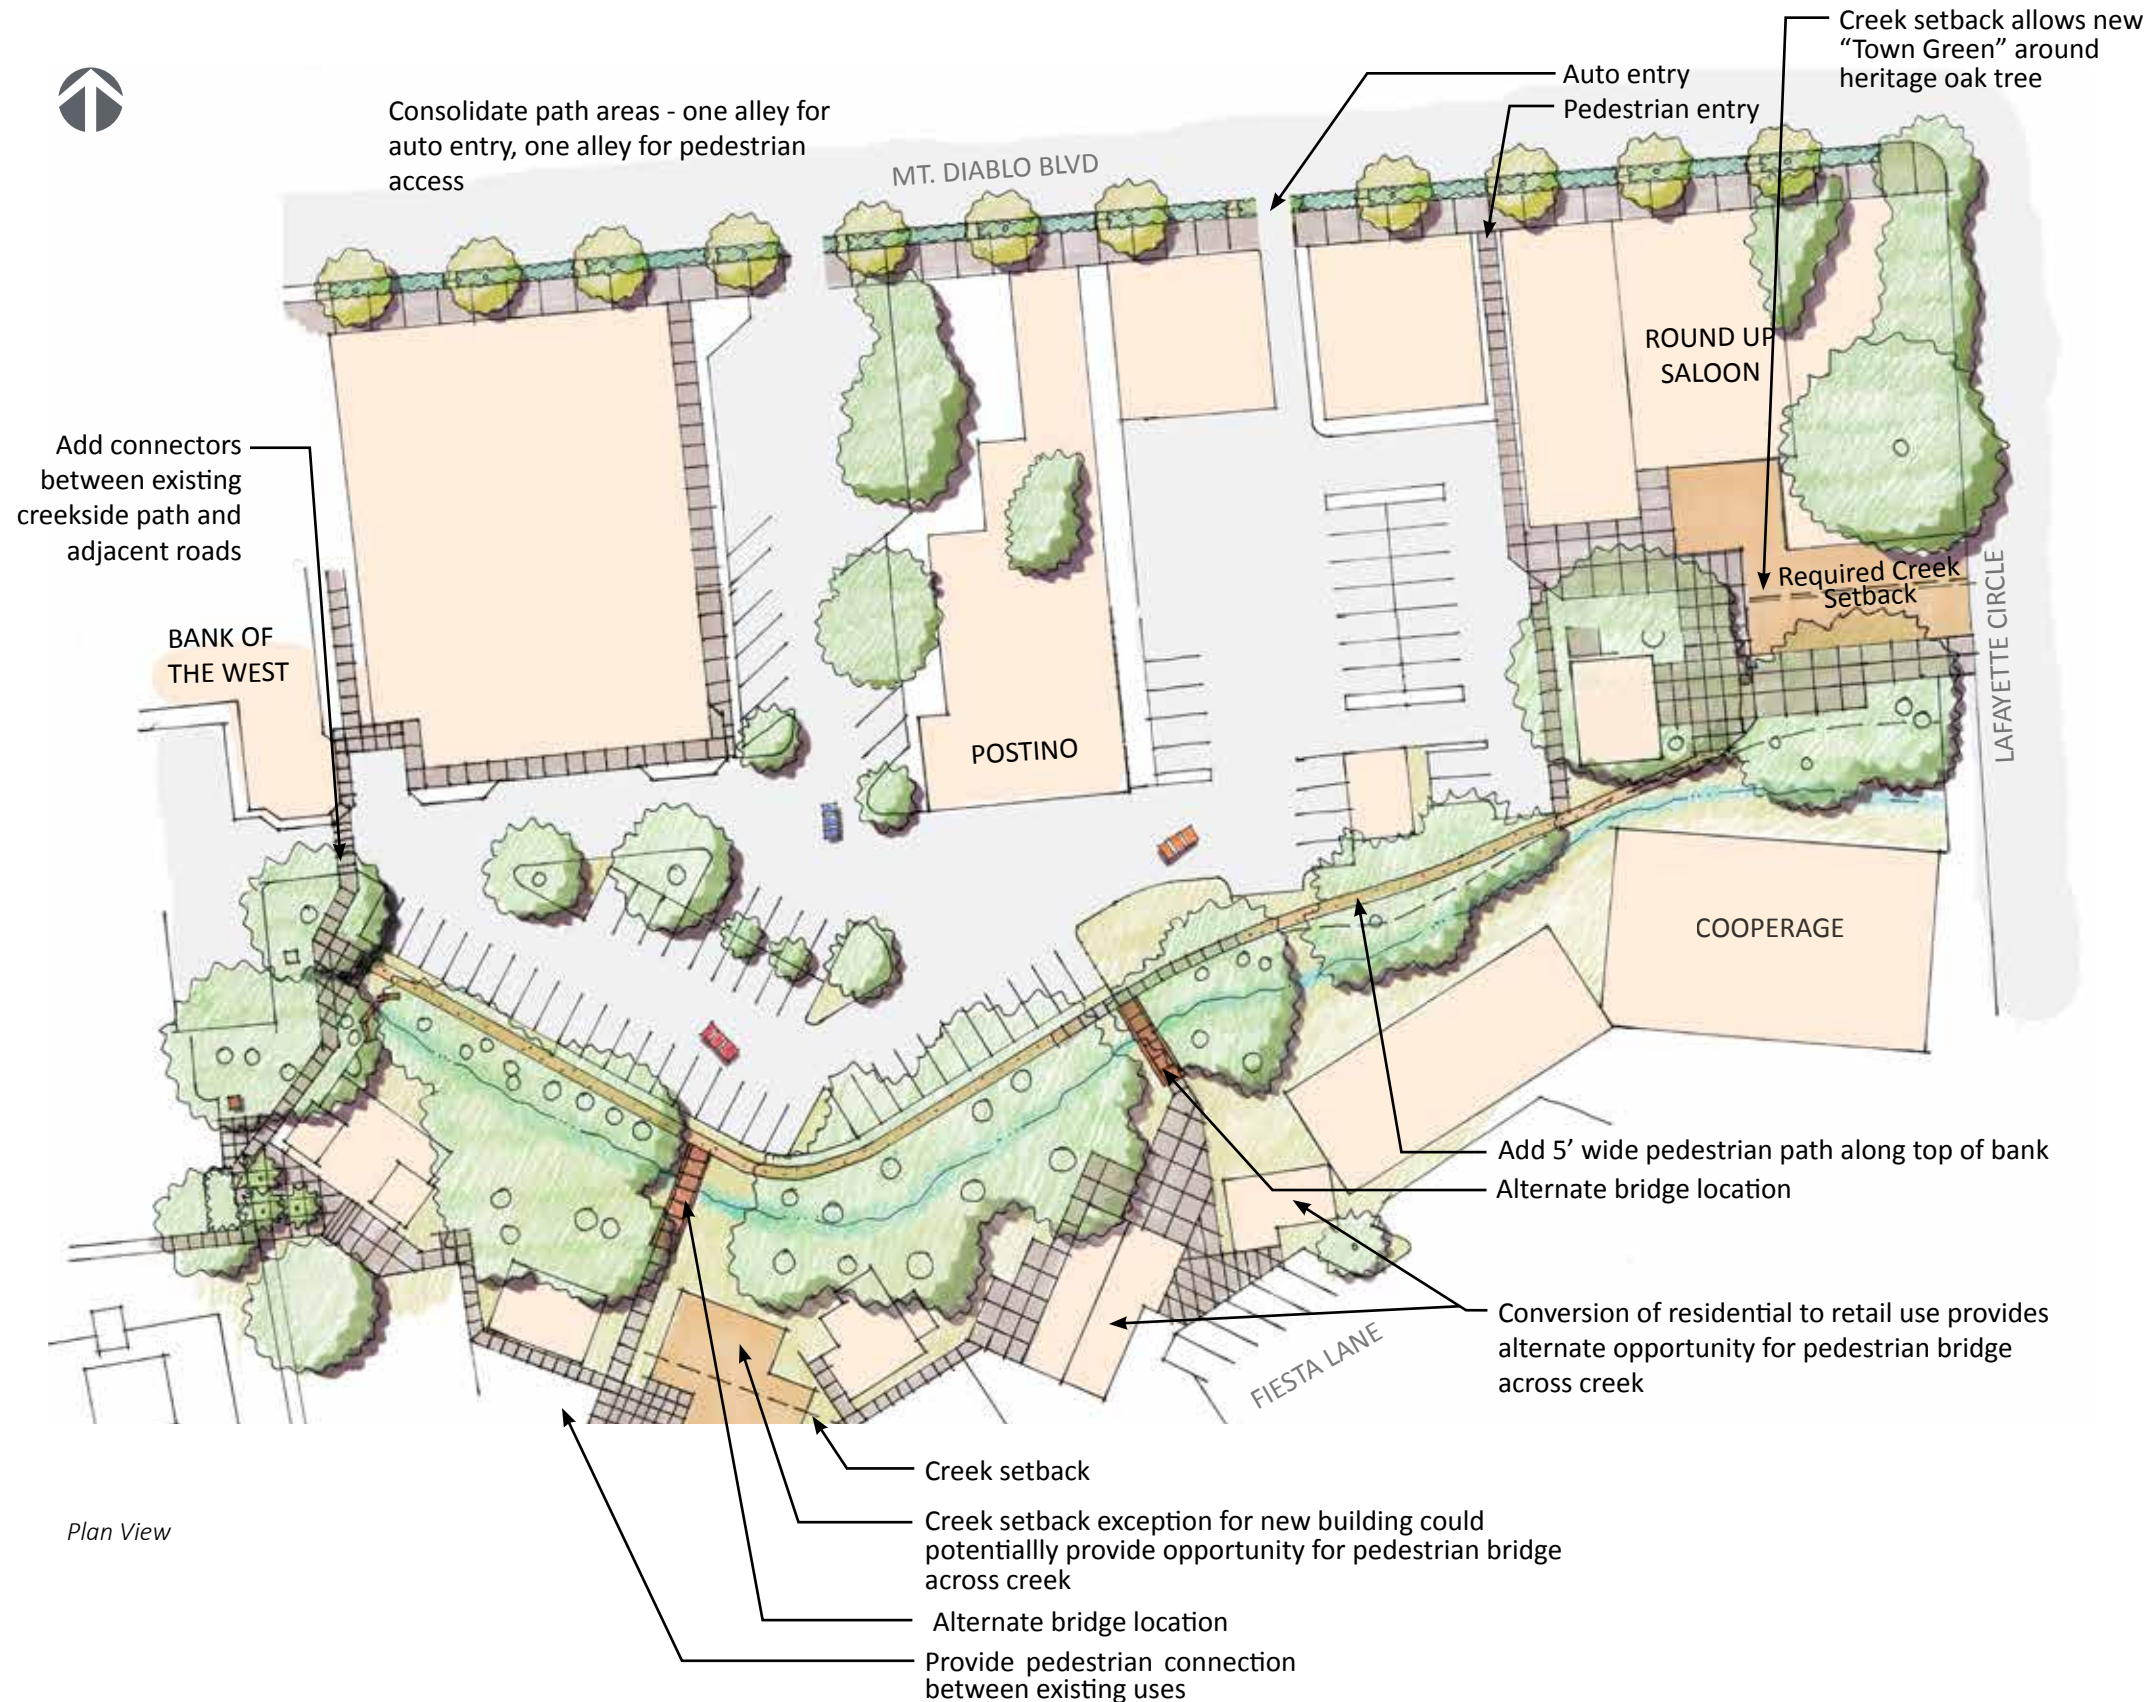 Creek setback allows new
“Town Green” around
heritage oak tree
Auto entry
Pedestrian entry
Consolidate path areas - one alley for
auto entry, one alley for pedestrian
access
MT. DIABLO BLVD
ROUND UP
SALOON
Add connectors
between existing
creekside path and
adjacent roads
Required Creek
Setback
LAFAYETTE CIRCLE
BANK OF
THE WEST
POSTINO
COOPERAGE
Add 5’ wide pedestrian path along top of bank
Alternate bridge location
Conversion of residential to retail use provides
alternate opportunity for pedestrian bridge
across creek
FIESTA LANE
Creek setback
Creek setback exception for new building could
potentiallly provide opportunity for pedestrian bridge
across creek
Alternate bridge location
Provide pedestrian connection
between existing uses
Plan View